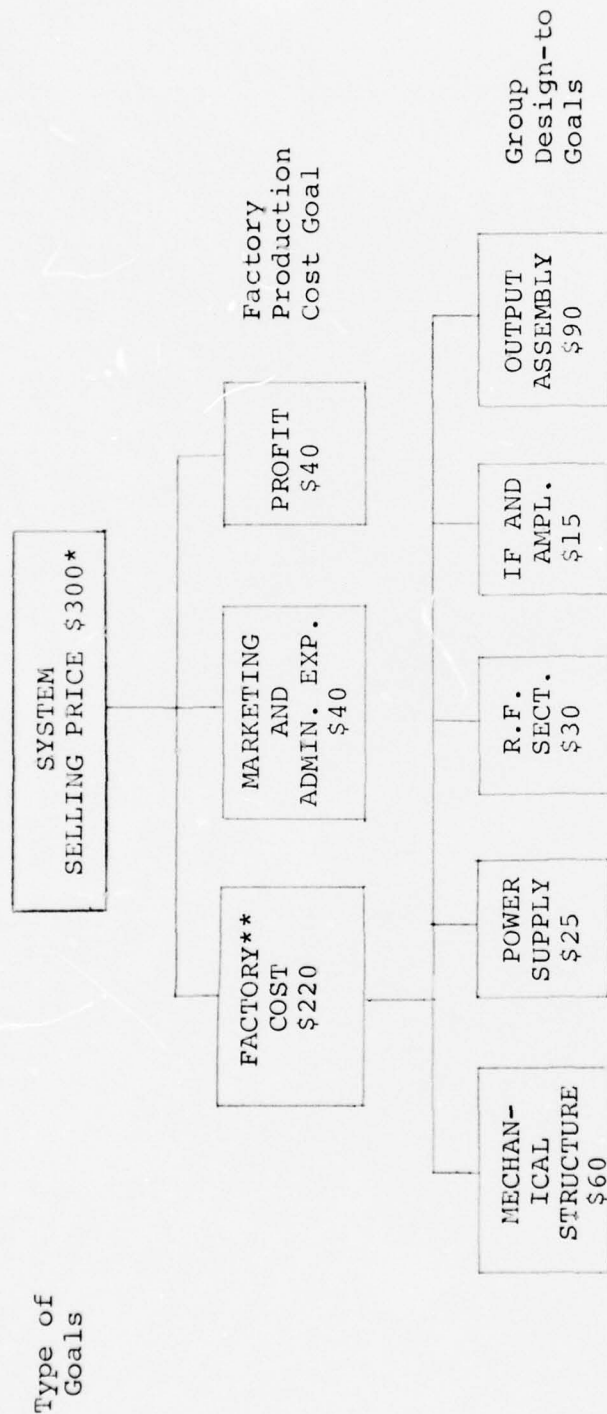 Type of
Goals
SYSTEM
SELLING PRICE $300*
FACTORY**
COST
$220
MARKETING
AND
ADMIN. EXP.
$40
PROFIT
$40
Factory
Production
Cost Goal
MECHAN-
ICAL
STRUCTURE
$60
POWER
SUPPLY
$25
R.F.
SECT.
$30
IF AND
AMPL.
$15
OUTPUT
ASSEMBLY
$90
Group
Design-to
Goals